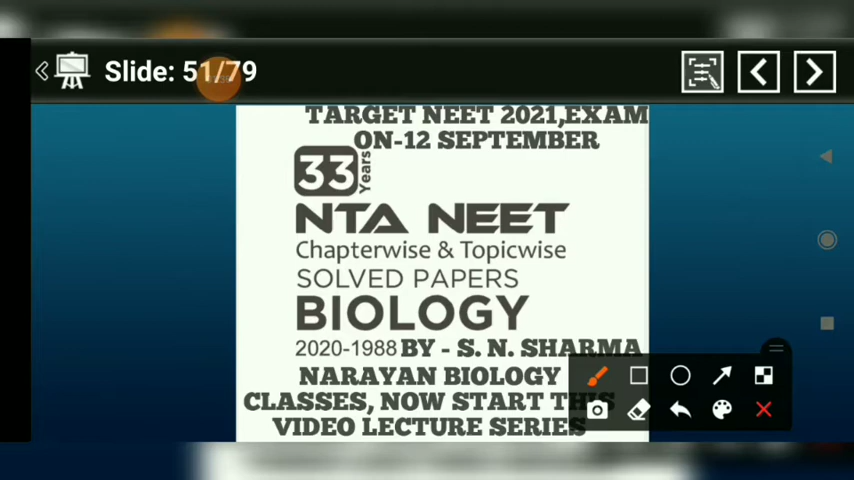 Slide: 51/79
TARGET NEET 2021,EXAM
ON-12 SEPTEMBER
33 Years
NTA NEET
Chapterwise & Topicwise
SOLVED PAPERS
BIOLOGY
2020-1988 BY - S. N. SHARMA
NARAYAN BIOLOGY
CLASSES, NOW START THIS
VIDEO LECTURE SERIES